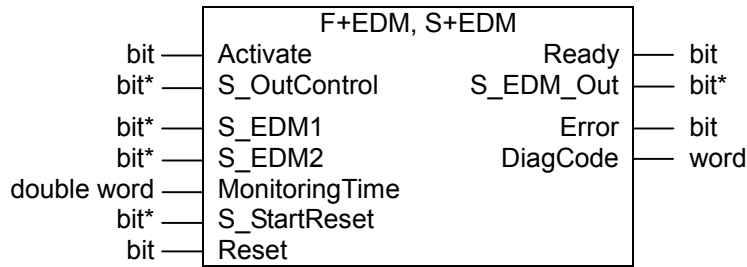 F+EDM, S+EDM
bit Activate Ready bit
bit* S_OutControl S_EDM_Out bit*
bit* S_EDM1 Error bit
bit* S_EDM2 DiagCode word
double word MonitoringTime
bit* S_StartReset
bit Reset